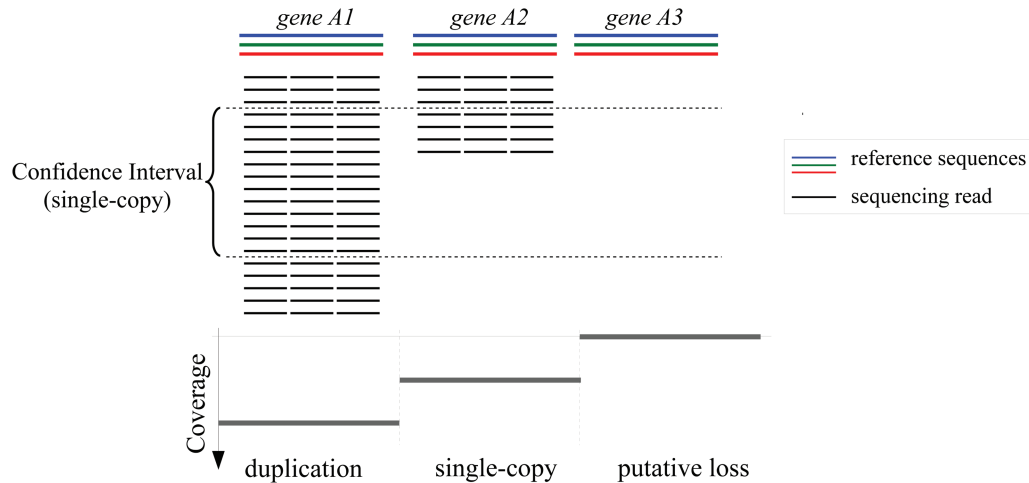 gene A1
gene A2
gene A3
Confidence Interval
(single-copy)
reference sequences
sequencing read
Coverage
duplication
single-copy
putative loss